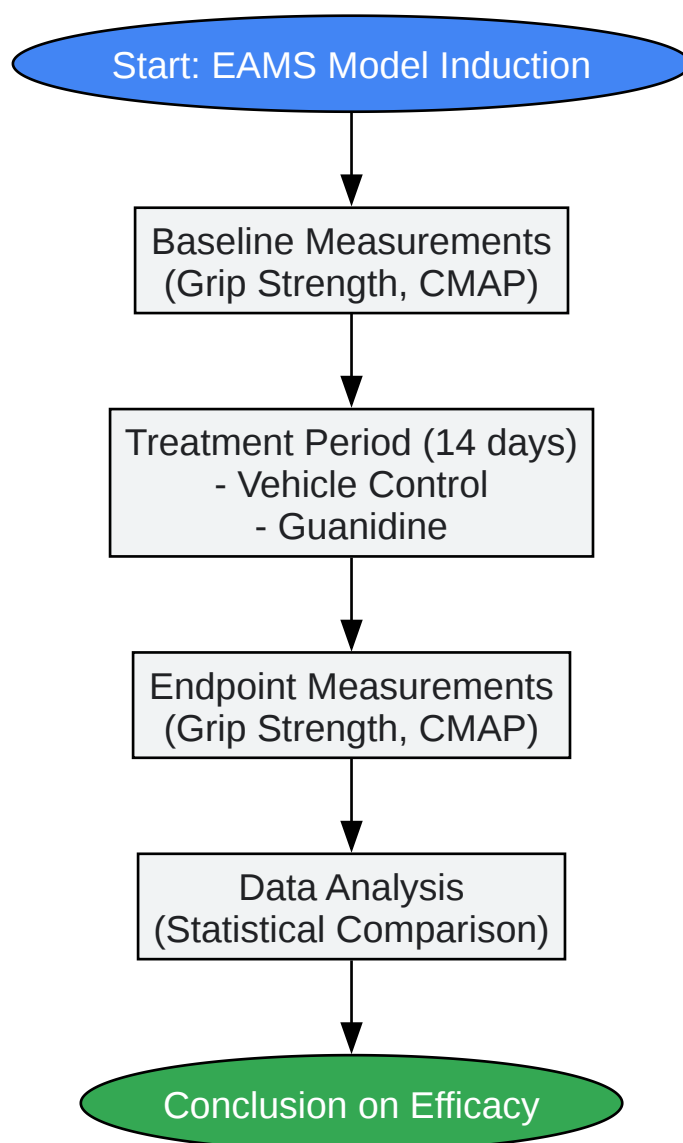 Start: EAMS Model Induction
Baseline Measurements
(Grip Strength, CMAP)
Treatment Period (14 days)
- Vehicle Control
- Guanidine
Endpoint Measurements
(Grip Strength, CMAP)
Data Analysis
(Statistical Comparison)
Conclusion on Efficacy